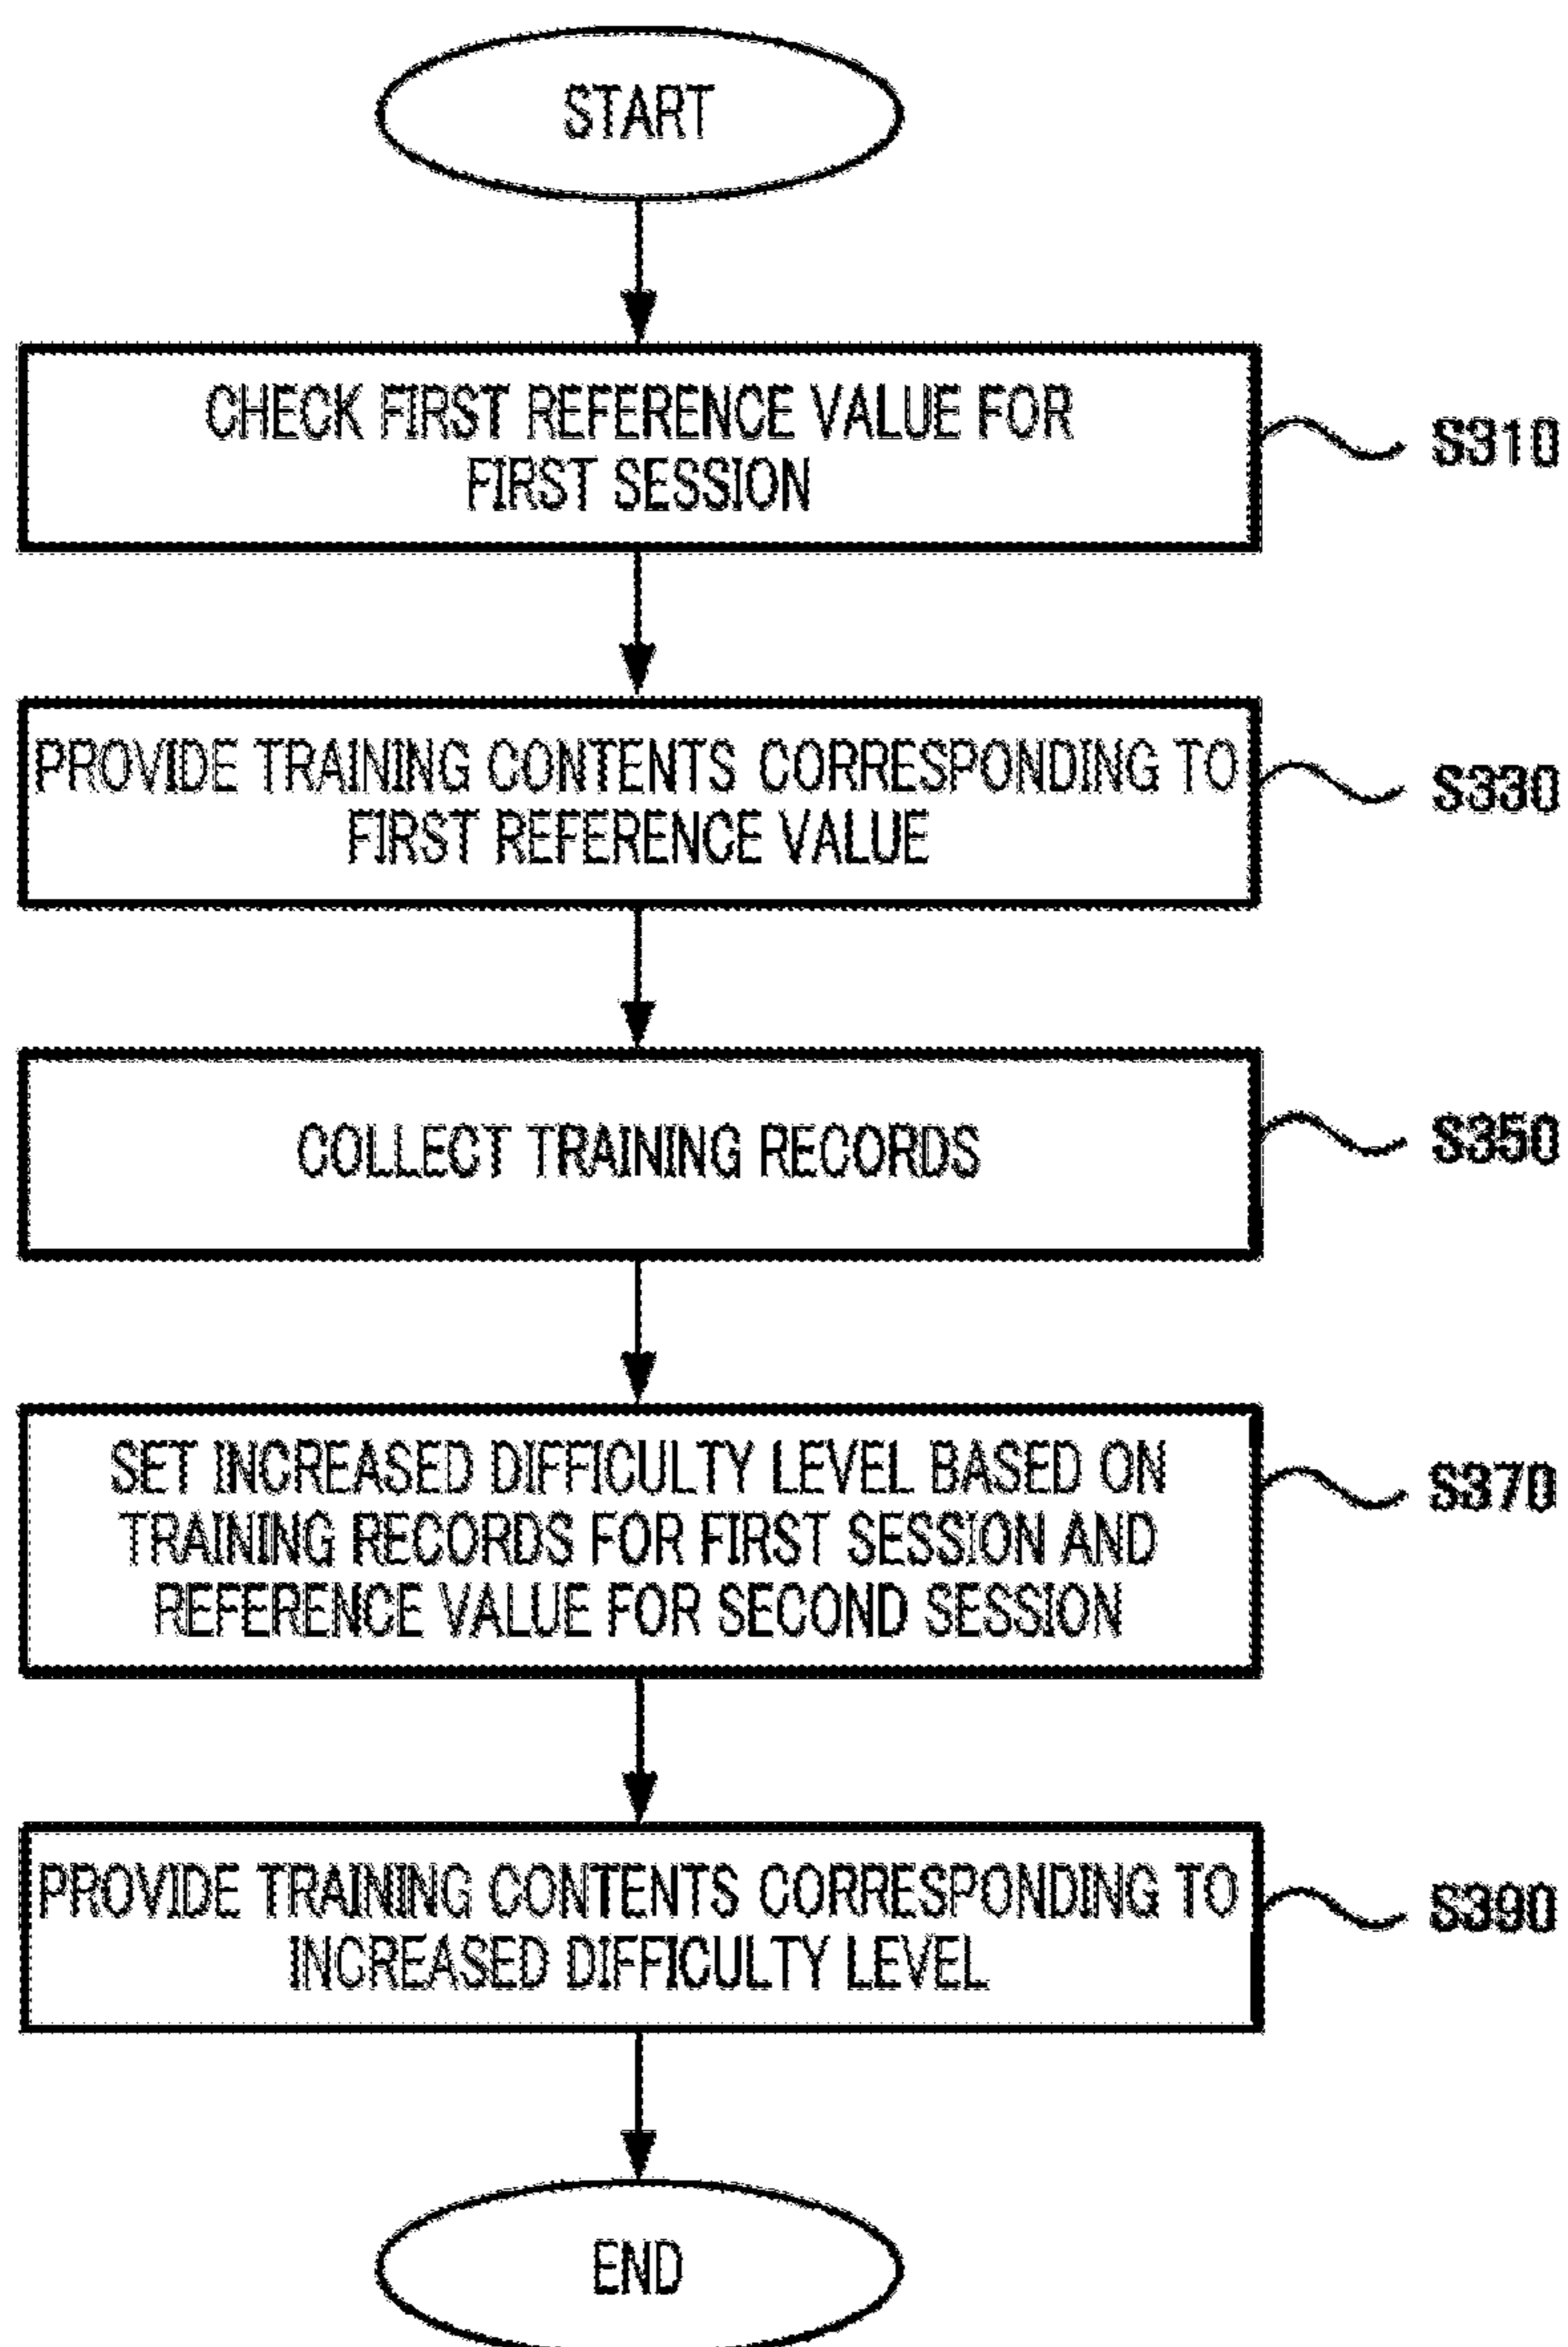 START
CHECK FIRST REFERENCE VALUE FOR
FIRST SESSION
S310
PROVIDE TRAINING CONTENTS CORRESPONDING TO
FIRST REFERENCE VALUE
S330
COLLECT TRAINING RECORDS
S350
SET INCREASED DIFFICULTY LEVEL BASED ON
TRAINING RECORDS FOR FIRST SESSION AND
REFERENCE VALUE FOR SECOND SESSION
S370
PROVIDE TRAINING CONTENTS CORRESPONDING TO
INCREASED DIFFICULTY LEVEL
S390
END